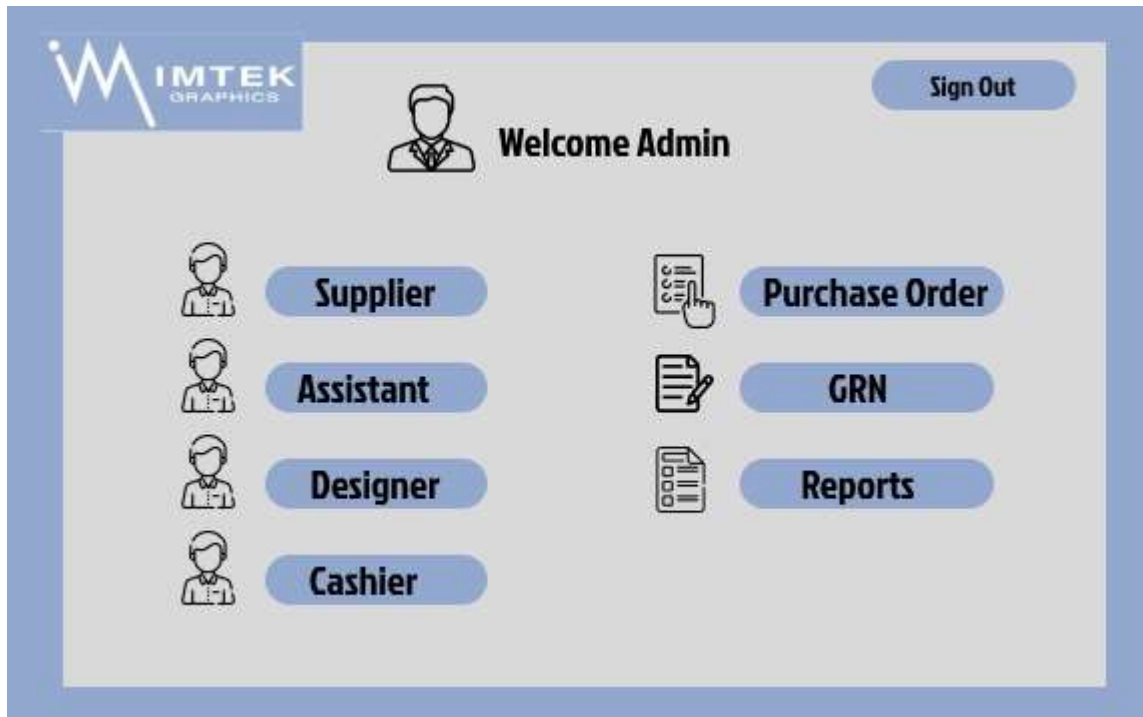 IMTEK
GRAPHICS
Sign Out
Welcome Admin
Supplier
Purchase Order
Assistant
GRN
Designer
Reports
Cashier